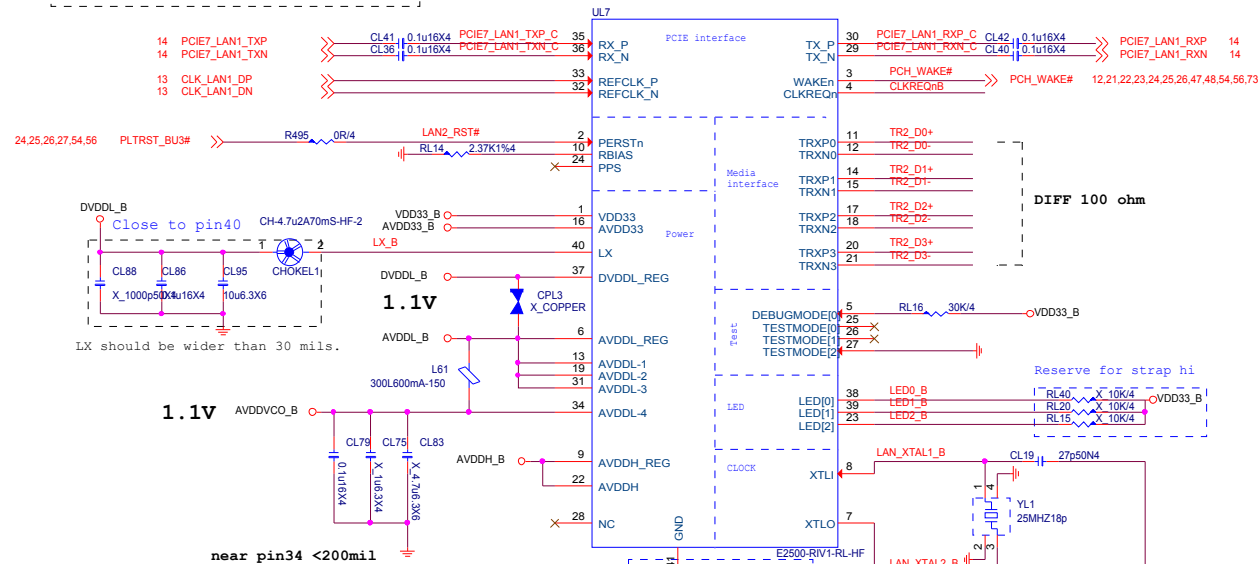 UL7
PCIE interface
14 PCIE7_LAN1_TXP CL41 0.1u16X4 PCIE7_LAN1_TXP_C 35 RX_P TX_P 30 PCIE7_LAN1_RXP_C CL42 0.1u16X4 PCIE7_LAN1_RXP 14
14 PCIE7_LAN1_TXN CL36 0.1u16X4 PCIE7_LAN1_TXN_C 36 RX_N TX_N 29 PCIE7_LAN1_RXN_C CL40 0.1u16X4 PCIE7_LAN1_RXN 14
13 CLK_LAN1_DP 33 REFCLK_P WAKEn 3 PCH_WAKE# PCH_WAKE# 12,21,22,23,24,25,26,47,48,54,56,73
13 CLK_LAN1_DN 32 REFCLK_N CLKREQn 4 CLKREQnB
24,25,26,27,54,56 PLTRST_BU3# R495 0R/4 LAN2_RST# 2 PERSTn TRXP0 11 TR2_D0+
RL14 2.37K1%4 10 RBIAS TRXN0 12 TR2_D0-
24 PPS
Media interface
TRXP1 14 TR2_D1+
TRXN1 15 TR2_D1-
DIFF 100 ohm
DVDDL_B
Close to pin40
CH-4.7u2A70mS-HF-2
VDD33_B 1 VDD33 TRXP2 17 TR2_D2+
AVDD33_B 16 AVDD33 TRXN2 18 TR2_D2-
Power
1 2 LX_B 40 LX TRXP3 20 TR2_D3+
CHOKEL1
TRXN3 21 TR2_D3-
CL88 CL86 CL95
X_1000p50X4 0.1u16X4 10u6.3X6
DVDDL_B 37 DVDDL_REG
1.1V
CPL3
X_COPPER
LX should be wider than 30 mils.
Test
DEBUGMODE[0] 5 RL16 30K/4 VDD33_B
TESTMODE[0] 25
TESTMODE[1] 26
TESTMODE[2] 27
AVDDL_B 6 AVDDL_REG
13 AVDDL-1
19 AVDDL-2
31 AVDDL-3
L61
300L600mA-150
Reserve for strap hi
LED
LED[0] 38 LED0_B RL40 X_10K/4 VDD33_B
LED[1] 39 LED1_B RL20 X_10K/4
LED[2] 23 LED2_B RL15 X_10K/4
1.1V AVDDVCO_B 34 AVDDL-4
CL79 CL75 CL83
0.1u16X4 X_1u6.3X4 X_4.7u6.3X6
AVDDH_B 9 AVDDH_REG
22 AVDDH
CLOCK
XTLI 8 LAN_XTAL1_B CL19 27p50N4
1 4
YL1
25MHZ18p
2 3
28 NC XTLO 7
GND
near pin34 <200mil
E2500-RIV1-RL-HF
LAN_XTAL2_B